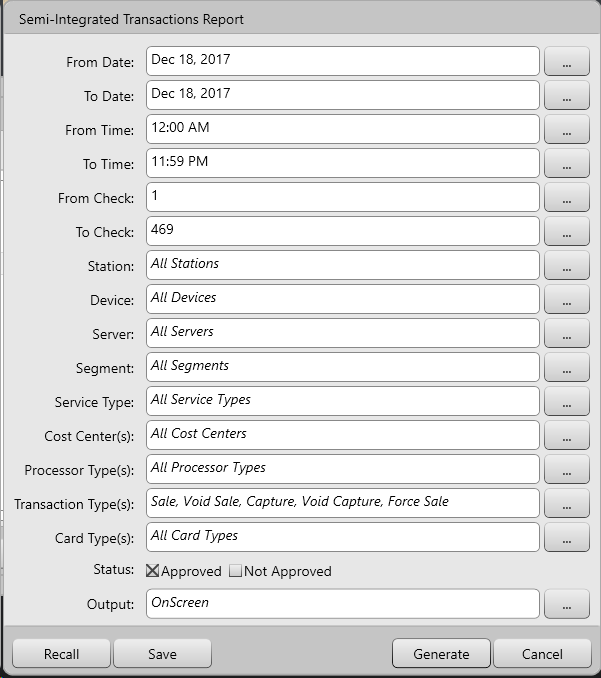 Semi-Integrated Transactions Report
From Date: Dec 18, 2017 ...
To Date: Dec 18, 2017 ...
From Time: 12:00 AM ...
To Time: 11:59 PM ...
From Check: 1 ...
To Check: 469 ...
Station: All Stations ...
Device: All Devices ...
Server: All Servers ...
Segment: All Segments ...
Service Type: All Service Types ...
Cost Center(s): All Cost Centers ...
Processor Type(s): All Processor Types ...
Transaction Type(s): Sale, Void Sale, Capture, Void Capture, Force Sale ...
Card Type(s): All Card Types ...
Status: Approved Not Approved
Output: OnScreen ...
Recall Save Generate Cancel